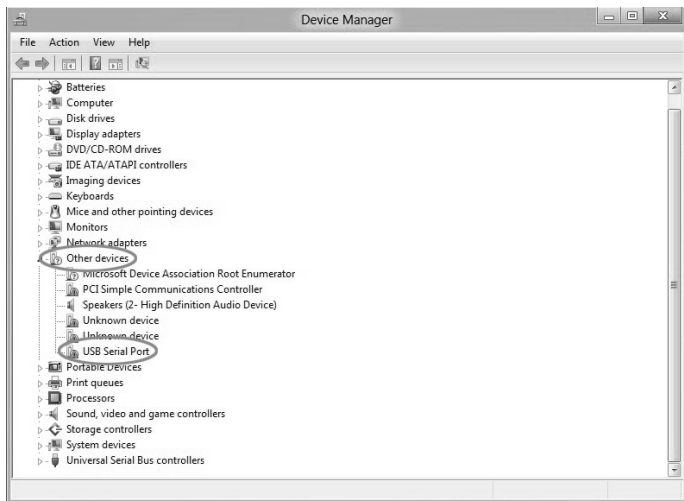 Device Manager
File Action View Help
Batteries
Computer
Disk drives
Display adapters
DVD/CD-ROM drives
IDE ATA/ATAPI controllers
Imaging devices
Keyboards
Mice and other pointing devices
Monitors
Network adapters
Other devices
Microsoft Device Association Root Enumerator
PCI Simple Communications Controller
Speakers (2- High Definition Audio Device)
Unknown device
Unknown device
USB Serial Port
Portable Devices
Print queues
Processors
Sound, video and game controllers
Storage controllers
System devices
Universal Serial Bus controllers